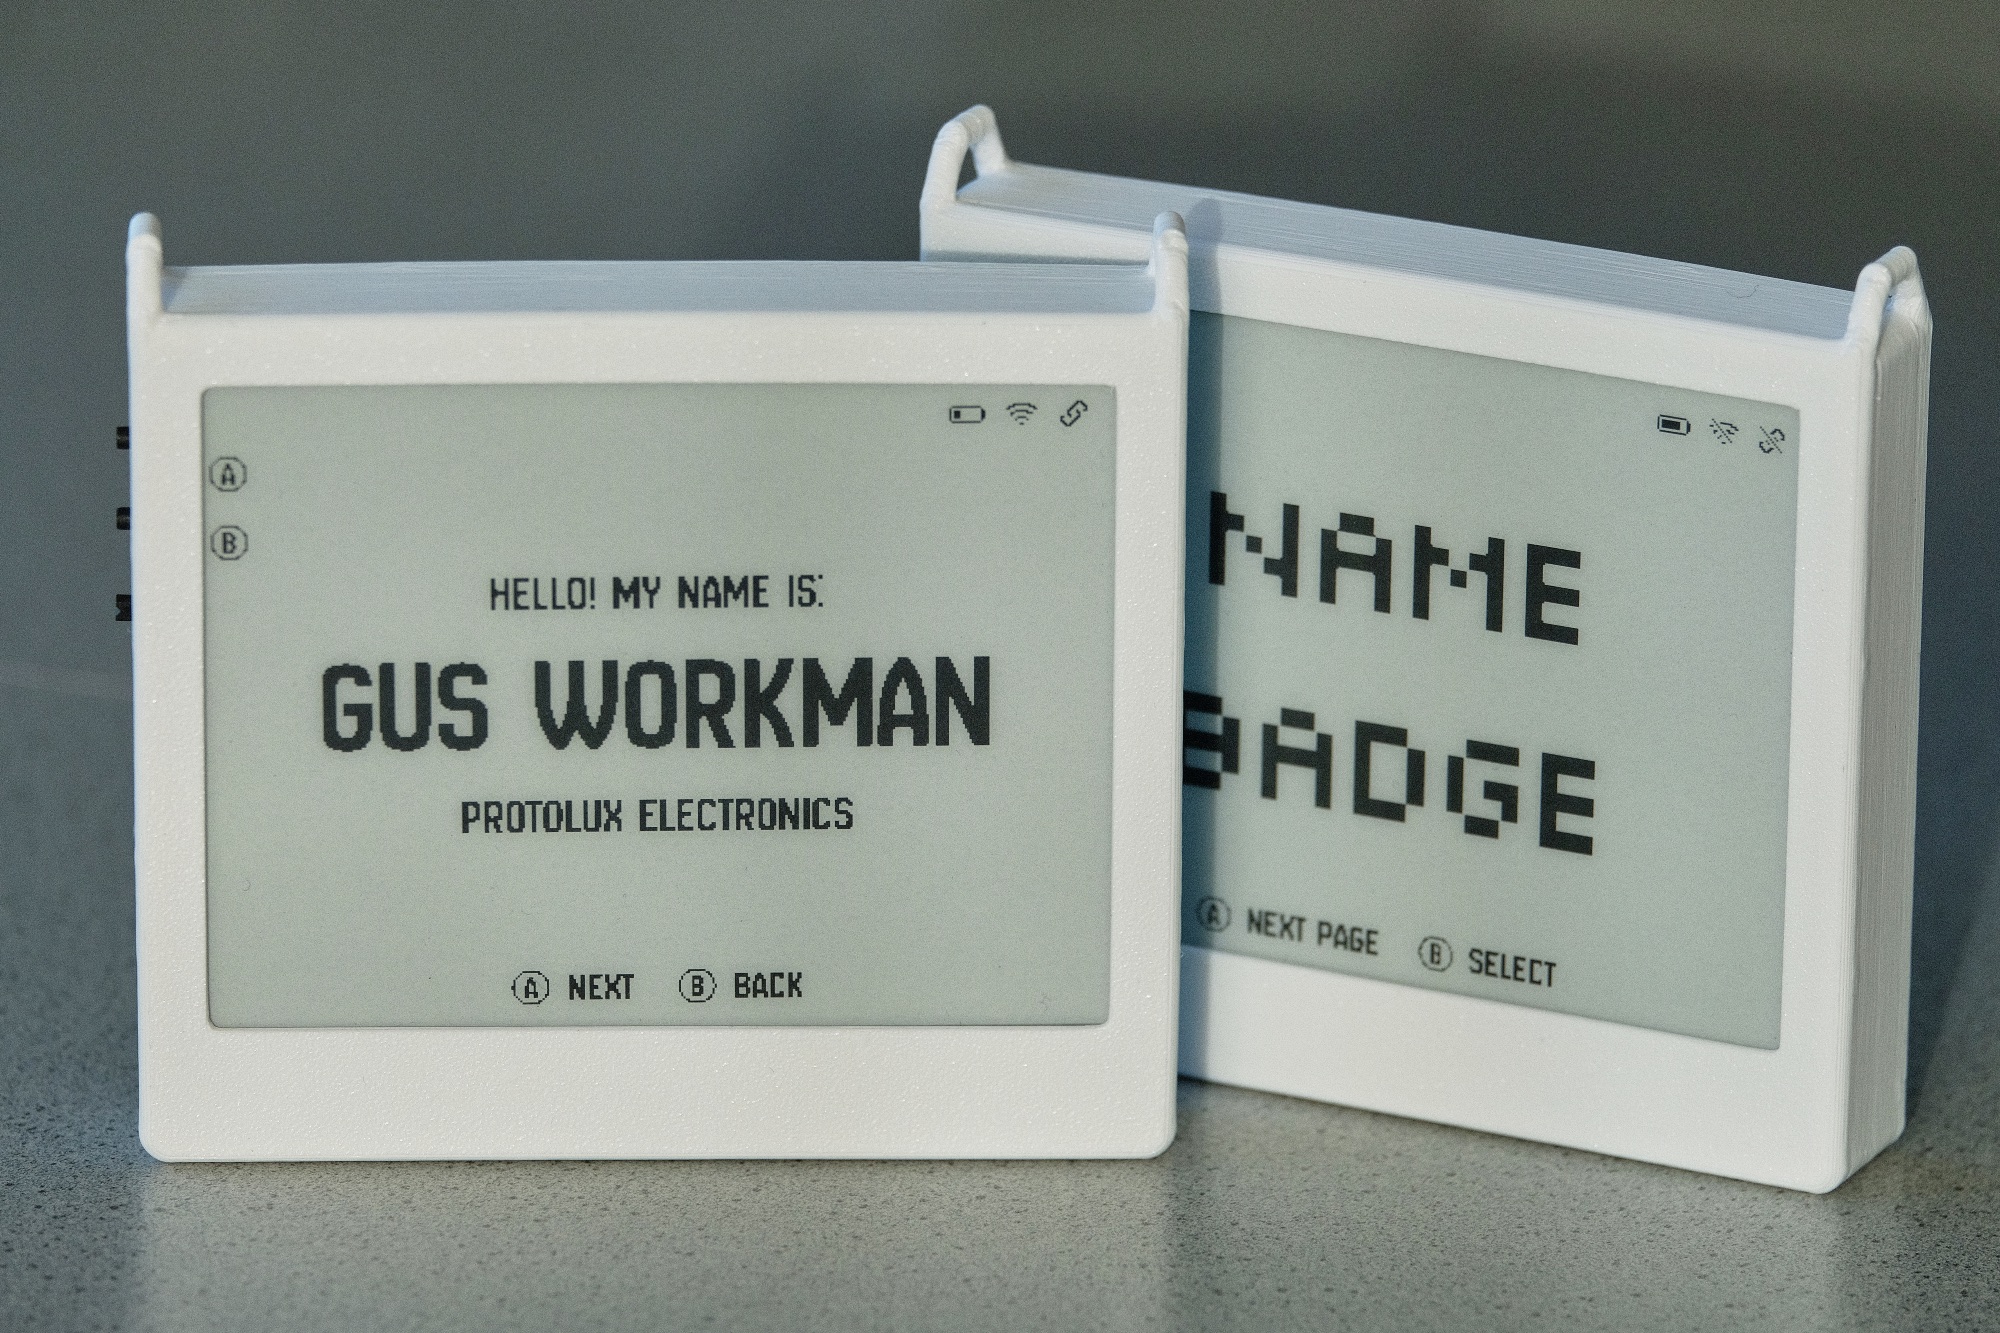 A
B
HELLO! MY NAME IS:
GUS WORKMAN
PROTOLUX ELECTRONICS
A NEXT B BACK
NAME
BADGE
A NEXT PAGE B SELECT